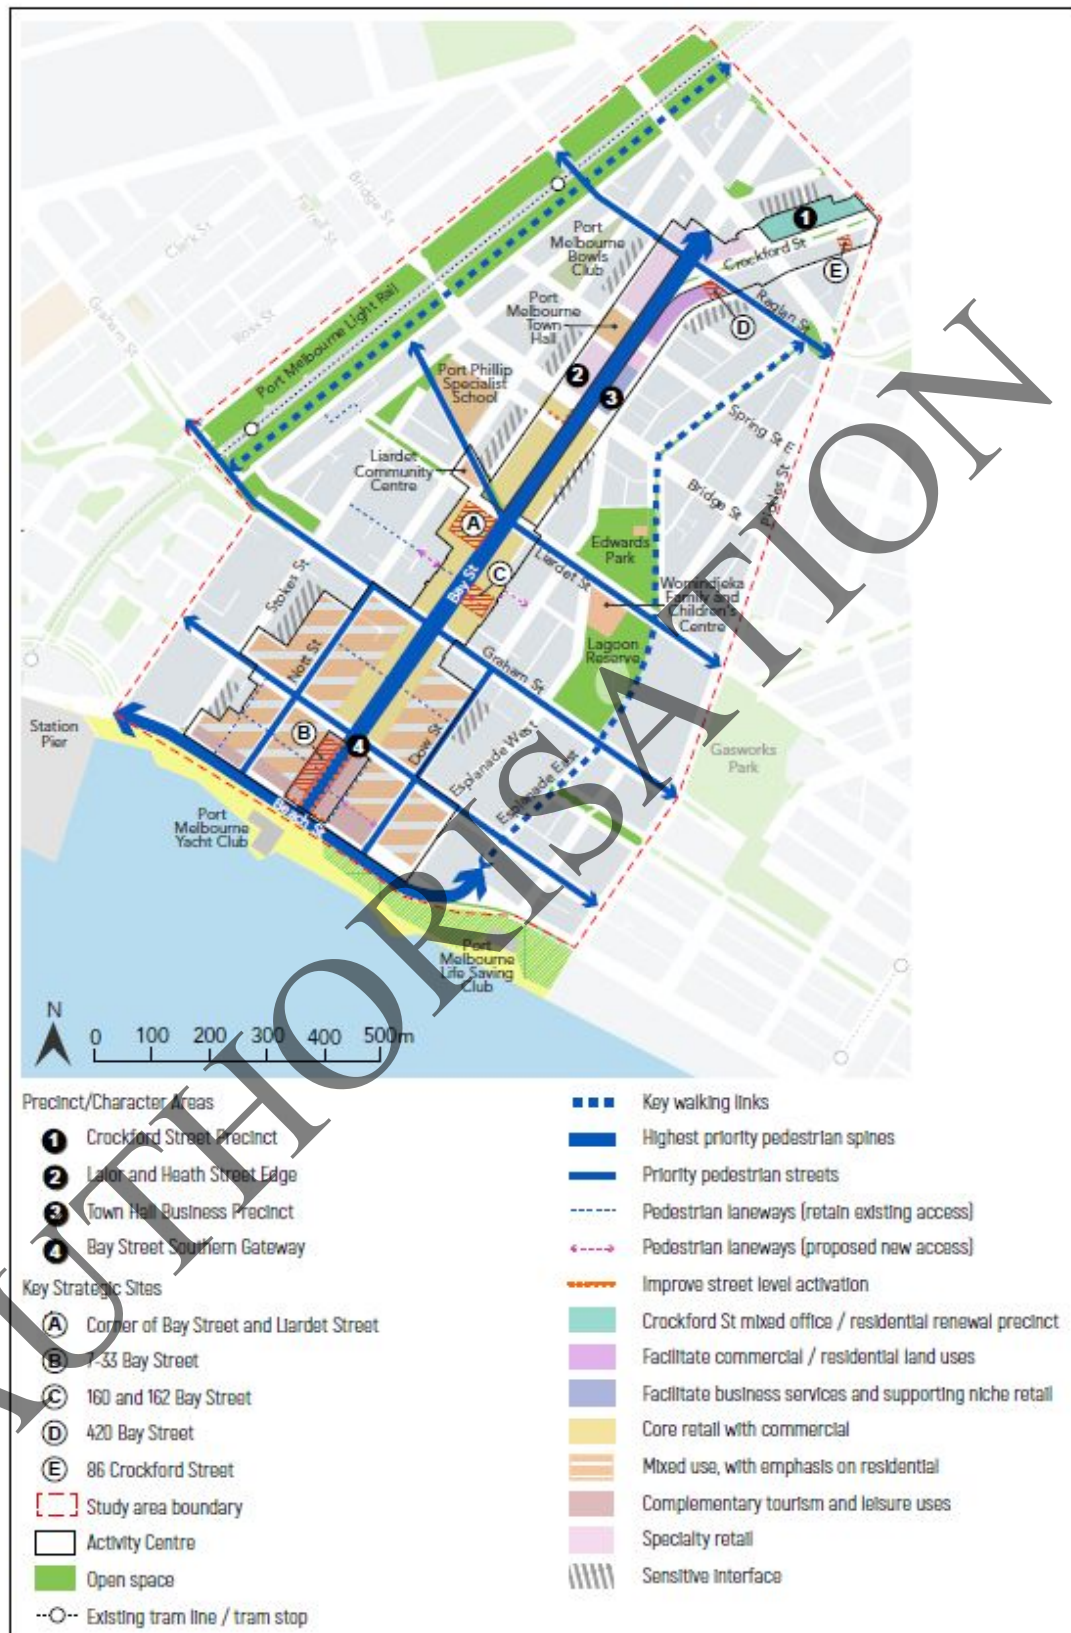 Bridge St
Farrell St
Clark St
Ross St
Graham St
Port Melbourne Light Rail
Port
Melbourne
Bowls
Club
Port
Melbourne
Town
Hall
Port Phillip
Specialist
School
Liardet
Community
Centre
1
Crockford St
E
Raglan St
D
2
3
Spring St E
Bridge St
Pickles St
A
C
Bay St
Liardet St
Edwards
Park
Womindjeka
Family and
Children's
Centre
Lagoon
Reserve
Stokes St
Nott St
Graham St
B
4
Dow St
Esplanade West
Esplanade East
Gasworks
Park
Station
Pier
Port
Melbourne
Yacht Club
Port
Melbourne
Life Saving
Club
N
0 100 200 300 400 500m
AUTHORISATION
Precinct/Character Areas
1 Crockford Street Precinct
2 Lalor and Heath Street Edge
3 Town Hall Business Precinct
4 Bay Street Southern Gateway
Key Strategic Sites
A Corner of Bay Street and Liardet Street
B 7-33 Bay Street
C 160 and 162 Bay Street
D 420 Bay Street
E 86 Crockford Street
Study area boundary
Activity Centre
Open space
Existing tram line / tram stop
Key walking links
Highest priority pedestrian spines
Priority pedestrian streets
Pedestrian laneways (retain existing access)
Pedestrian laneways (proposed new access)
Improve street level activation
Crockford St mixed office / residential renewal precinct
Facilitate commercial / residential land uses
Facilitate business services and supporting niche retail
Core retail with commercial
Mixed use, with emphasis on residential
Complementary tourism and leisure uses
Specialty retail
Sensitive interface